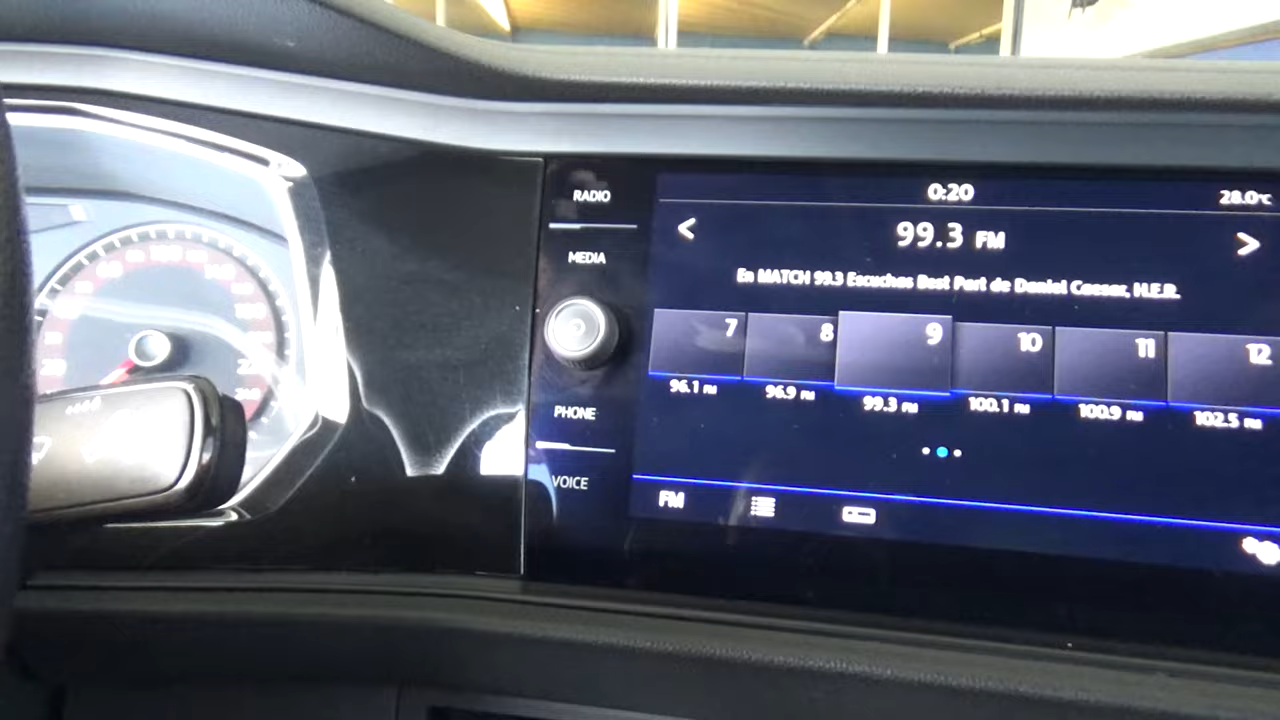 RADIO
MEDIA
PHONE
VOICE
0:20
28.0°C
< 99.3 FM >
En MATCH 99.3 Escuchas Best Part de Daniel Caesar, H.E.R.
7 8 9 10 11 12
96.1 FM 96.9 FM 99.3 FM 100.1 FM 100.9 FM 102.5 FM
FM